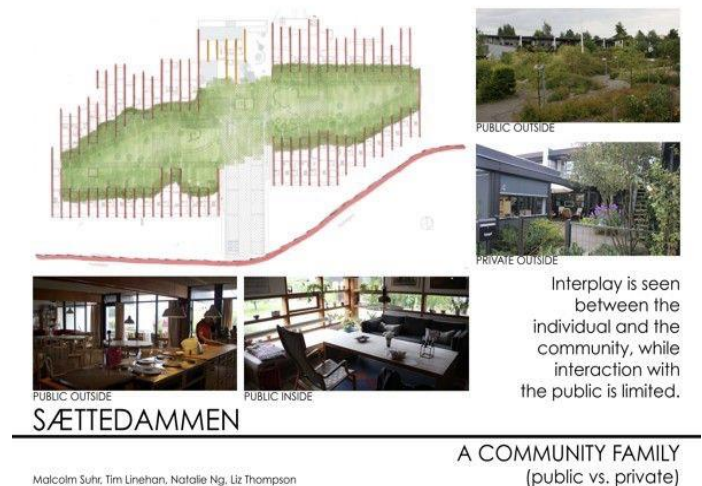 PUBLIC OUTSIDE
PRIVATE OUTSIDE
Interplay is seen
between the
individual and the
community, while
interaction with
the public is limited.
PUBLIC OUTSIDE
PUBLIC INSIDE
SÆTTEDAMMEN
A COMMUNITY FAMILY
(public vs. private)
Malcolm Suhr, Tim Linehan, Natalie Ng, Liz Thompson